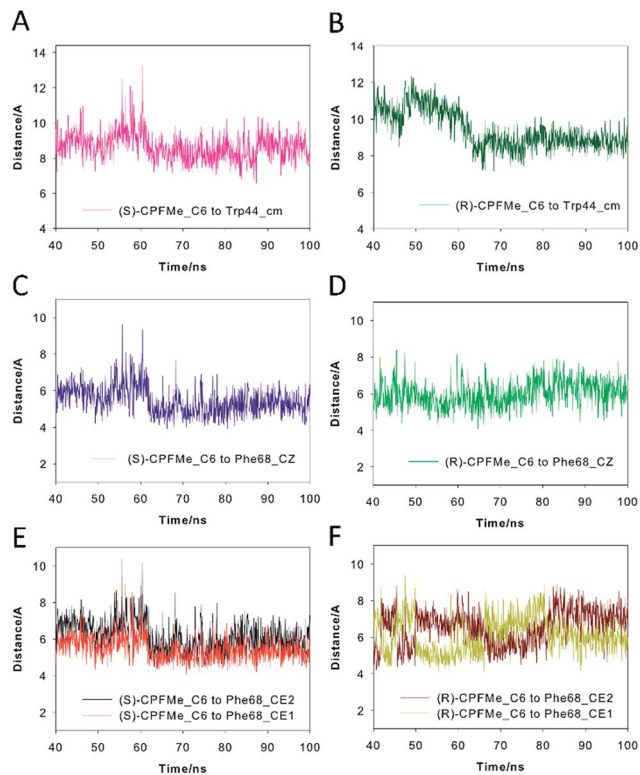 A
14
12
10
8
6
4
Distance/A
(S)-CPFMe_C6 to Trp44_cm
40 50 60 70 80 90 100
Time/ns
B
14
12
10
8
6
4
Distance/A
(R)-CPFMe_C6 to Trp44_cm
40 50 60 70 80 90 100
Time/ns
C
10
8
6
4
2
Distance/A
(S)-CPFMe_C6 to Phe68_CZ
40 50 60 70 80 90 100
Time/ns
D
10
8
6
4
2
Distance/A
(R)-CPFMe_C6 to Phe68_CZ
40 50 60 70 80 90 100
Time/ns
E
10
8
6
4
2
Distance/A
(S)-CPFMe_C6 to Phe68_CE2
(S)-CPFMe_C6 to Phe68_CE1
40 50 60 70 80 90 100
Time/ns
F
10
8
6
4
2
Distance/A
(R)-CPFMe_C6 to Phe68_CE2
(R)-CPFMe_C6 to Phe68_CE1
40 50 60 70 80 90 100
Time/ns